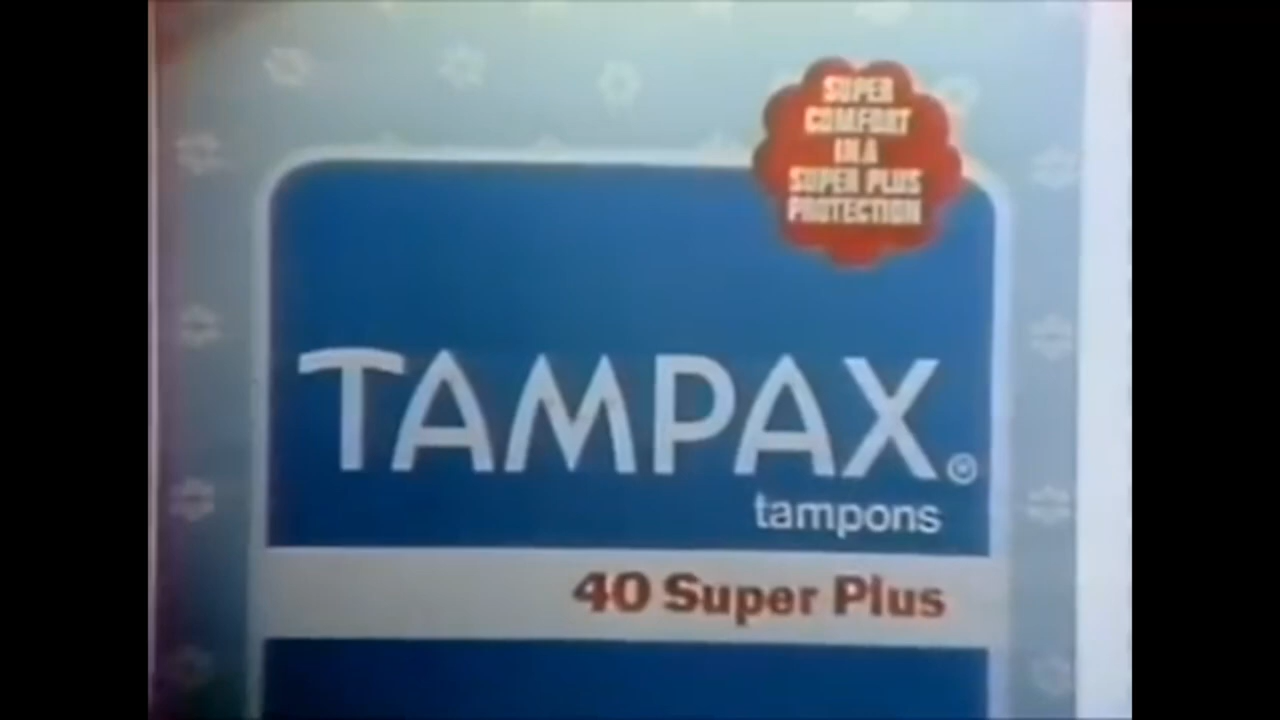 SUPER
COMFORT
IN A
SUPER PLUS
PROTECTION
TAMPAX®
tampons
40 Super Plus